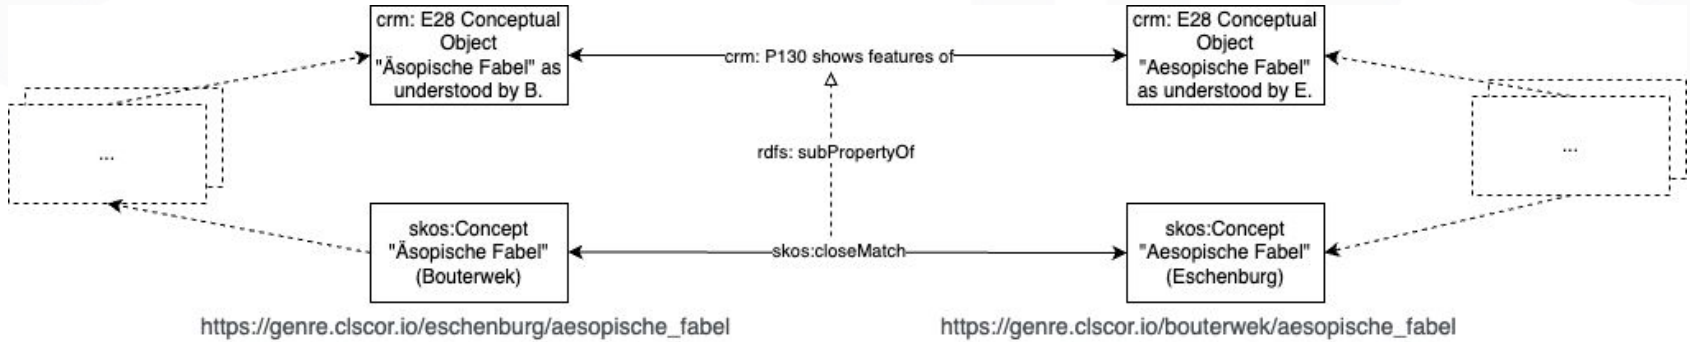 crm: E28 Conceptual
Object
"Äsopische Fabel" as
understood by B.
crm: P130 shows features of
crm: E28 Conceptual
Object
"Aesopische Fabel"
as understood by E.
...
rdfs: subPropertyOf
...
skos:Concept
"Äsopische Fabel"
(Bouterwek)
skos:closeMatch
skos:Concept
"Aesopische Fabel"
(Eschenburg)
https://genre.clscor.io/eschenburg/aesopische_fabel
https://genre.clscor.io/bouterwek/aesopische_fabel